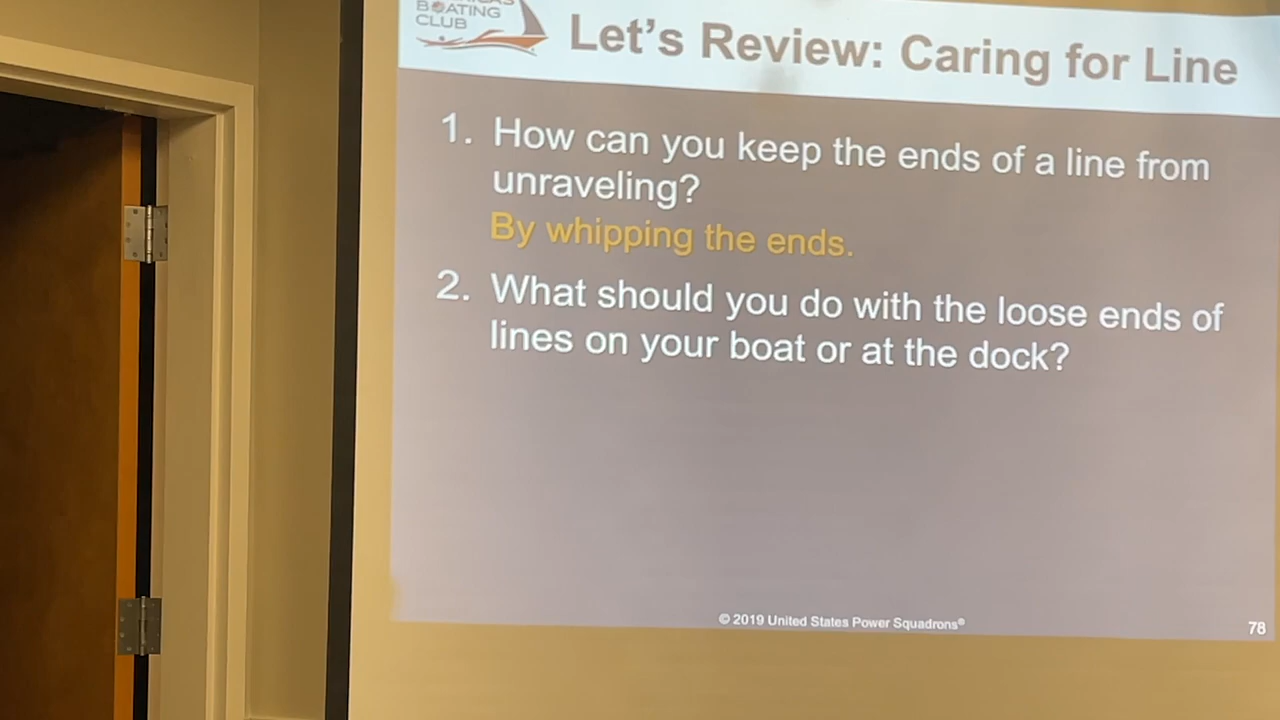 BOATING
CLUB
Let's Review: Caring for Line
1. How can you keep the ends of a line from
unraveling?
By whipping the ends.
2. What should you do with the loose ends of
lines on your boat or at the dock?
© 2019 United States Power Squadrons®
78